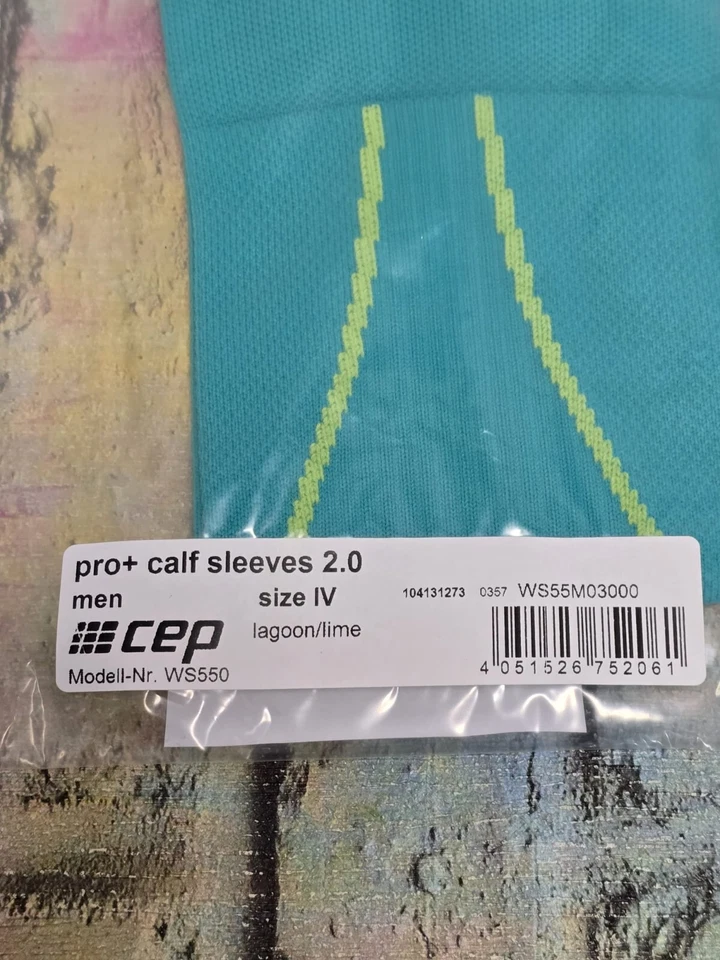 pro+ calf sleeves 2.0
men size IV 104131273 0357 WS55M03000
cep lagoon/lime
Modell-Nr. WS550
4 051526 752061